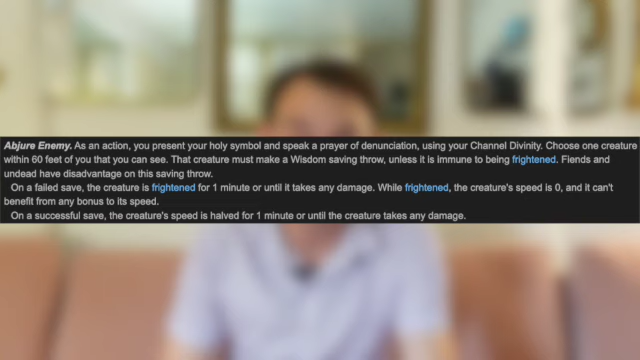 Abjure Enemy. As an action, you present your holy symbol and speak a prayer of denunciation, using your Channel Divinity. Choose one creature
within 60 feet of you that you can see. That creature must make a Wisdom saving throw, unless it is immune to being frightened. Fiends and
undead have disadvantage on this saving throw.
On a failed save, the creature is frightened for 1 minute or until it takes any damage. While frightened, the creature's speed is 0, and it can't
benefit from any bonus to its speed.
On a successful save, the creature's speed is halved for 1 minute or until the creature takes any damage.